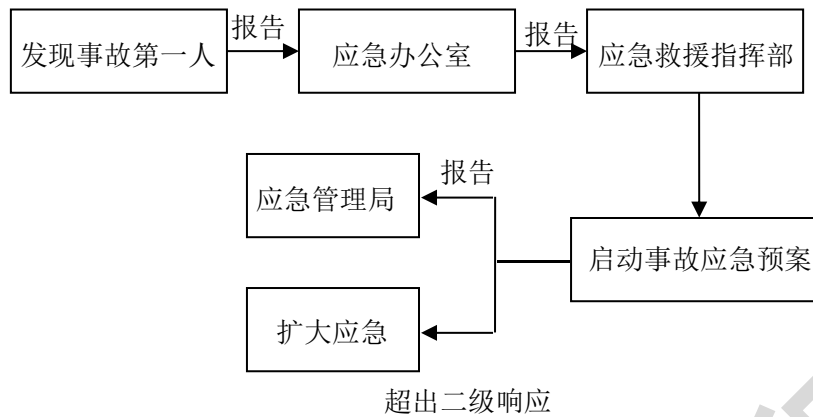 报告
报告
发现事故第一人
应急办公室
应急救援指挥部
报告
应急管理局
启动事故应急预案
扩大应急
超出二级响应